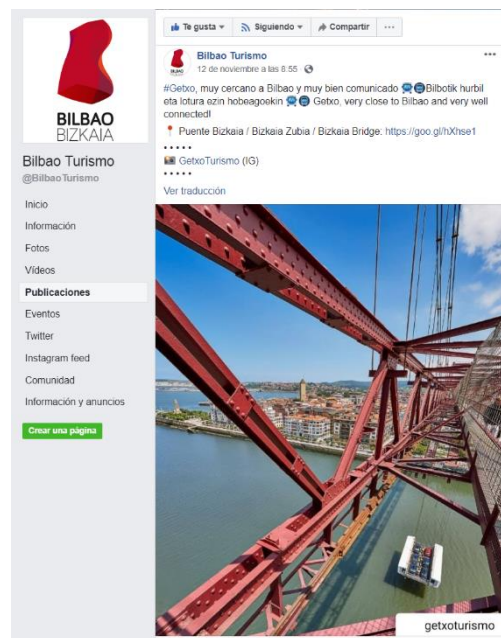 BILBAO
BIZKAIA
Bilbao Turismo
@BilbaoTurismo
Inicio
Información
Fotos
Vídeos
Publicaciones
Eventos
Twitter
Instagram feed
Comunidad
Información y anuncios
Crear una página
Te gusta
Siguiendo
Compartir
Bilbao Turismo
12 de noviembre a las 8:55
#Getxo, muy cercano a Bilbao y muy bien comunicado Bilbotik hurbil
eta lotura ezin hobeagoekin Getxo, very close to Bilbao and very well
connected!
Puente Bizkaia / Bizkaia Zubia / Bizkaia Bridge: https://goo.gl/hXhse1
• • • • •
GetxoTurismo (IG)
• • • • •
Ver traducción
getxoturismo